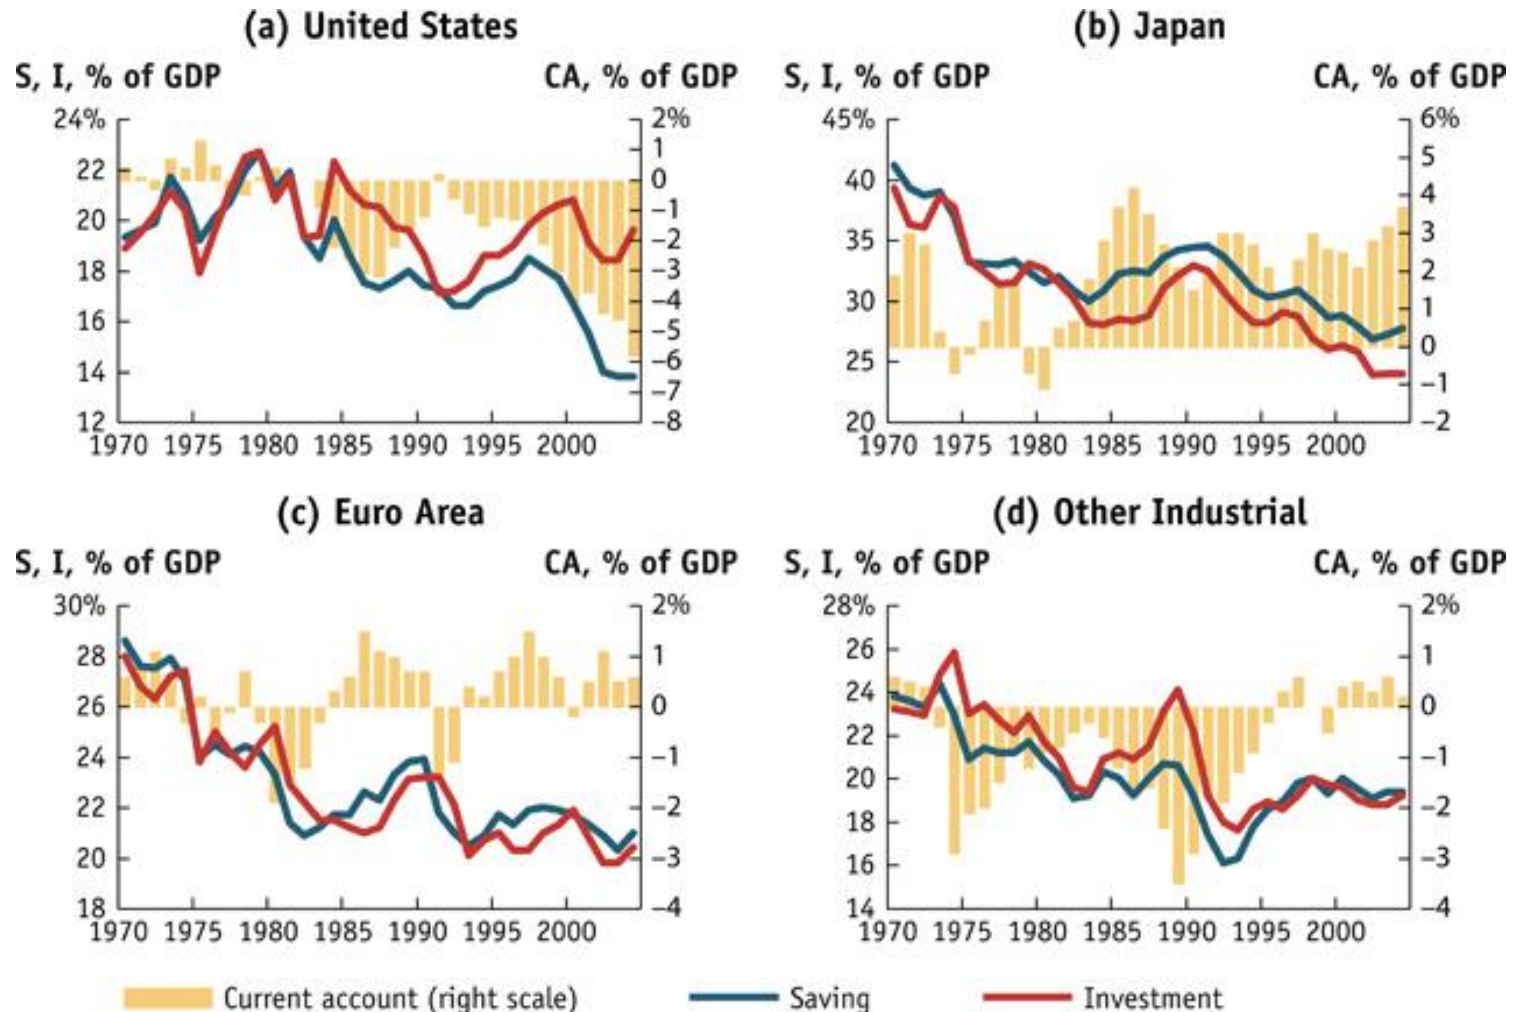 (a) United States
S, I, % of GDP CA, % of GDP
24% 2%
1
22 0
20 –1
–2
18 –3
–4
16 –5
14 –6
–7
12 –8
1970 1975 1980 1985 1990 1995 2000
(b) Japan
S, I, % of GDP CA, % of GDP
45% 6%
5
40 4
35 3
2
30 1
25 0
–1
20 –2
1970 1975 1980 1985 1990 1995 2000
(c) Euro Area
S, I, % of GDP CA, % of GDP
30% 2%
28 1
26 0
24 –1
22 –2
20 –3
18 –4
1970 1975 1980 1985 1990 1995 2000
(d) Other Industrial
S, I, % of GDP CA, % of GDP
28% 2%
26 1
24 0
22 –1
20 –2
18
16 –3
14 –4
1970 1975 1980 1985 1990 1995 2000
Current account (right scale) Saving Investment